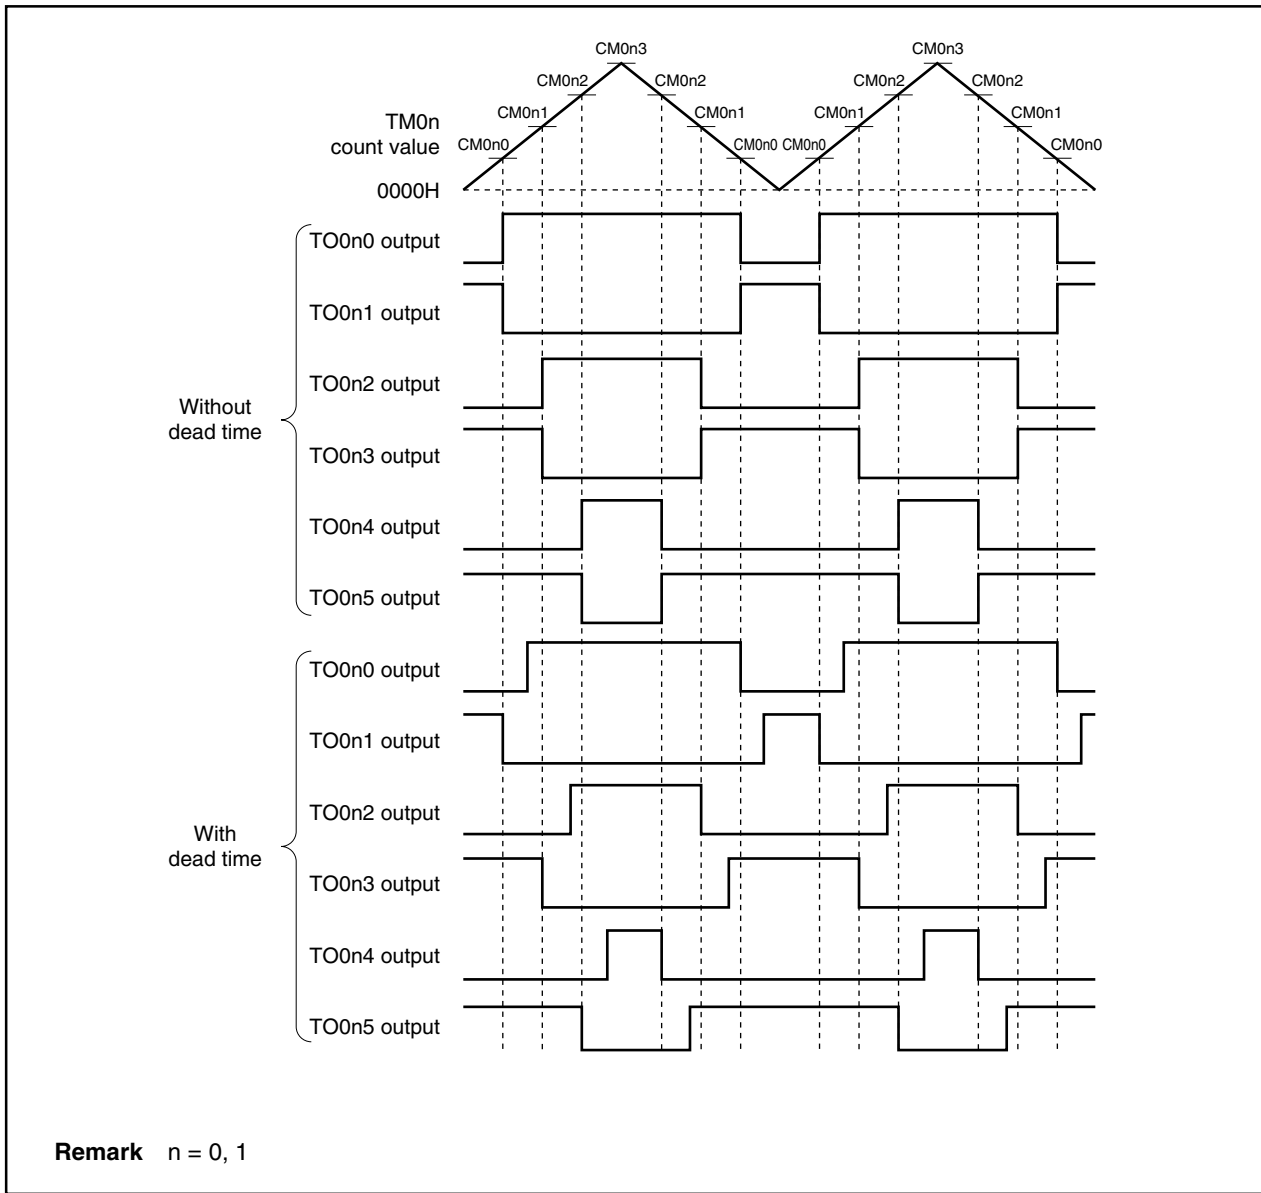 CM0n3 CM0n3
CM0n2 CM0n2 CM0n2 CM0n2
CM0n1 CM0n1 CM0n1 CM0n1
TM0n
count value
CM0n0 CM0n0 CM0n0 CM0n0
0000H
Without
dead time
TO0n0 output
TO0n1 output
TO0n2 output
TO0n3 output
TO0n4 output
TO0n5 output
With
dead time
TO0n0 output
TO0n1 output
TO0n2 output
TO0n3 output
TO0n4 output
TO0n5 output
Remark n = 0, 1